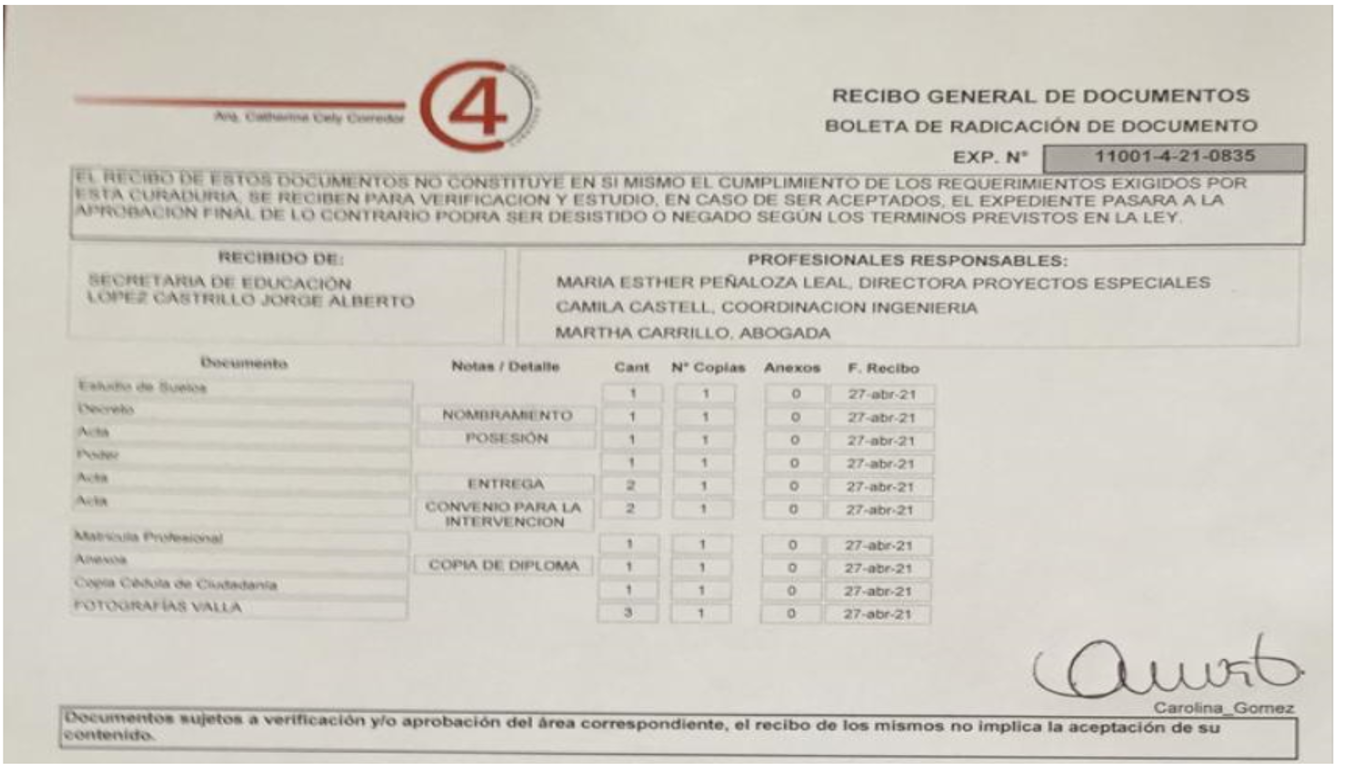 Arq. Catherine Cely Corredor
4
RECIBO GENERAL DE DOCUMENTOS
BOLETA DE RADICACIÓN DE DOCUMENTO
EXP. N° 11001-4-21-0835
EL RECIBO DE ESTOS DOCUMENTOS NO CONSTITUYE EN SI MISMO EL CUMPLIMIENTO DE LOS REQUERIMIENTOS EXIGIDOS POR
ESTA CURADURIA, SE RECIBEN PARA VERIFICACION Y ESTUDIO, EN CASO DE SER ACEPTADOS, EL EXPEDIENTE PASARA A LA
APROBACION FINAL DE LO CONTRARIO PODRA SER DESISTIDO O NEGADO SEGÚN LOS TERMINOS PREVISTOS EN LA LEY.
RECIBIDO DE:
SECRETARIA DE EDUCACIÓN
LOPEZ CASTRILLO JORGE ALBERTO
PROFESIONALES RESPONSABLES:
MARIA ESTHER PEÑALOZA LEAL, DIRECTORA PROYECTOS ESPECIALES
CAMILA CASTELL, COORDINACION INGENIERIA
MARTHA CARRILLO, ABOGADA
Documento Notas / Detalle Cant N° Copias Anexos F. Recibo
Estudio de Suelos 1 1 0 27-abr-21
Decreto NOMBRAMIENTO 1 1 0 27-abr-21
Acta POSESIÓN 1 1 0 27-abr-21
Poder 1 1 0 27-abr-21
Acta ENTREGA 2 1 0 27-abr-21
Acta CONVENIO PARA LA 2 1 0 27-abr-21
INTERVENCION
Matricula Profesional 1 1 0 27-abr-21
Anexos COPIA DE DIPLOMA 1 1 0 27-abr-21
Copia Cédula de Ciudadanía 1 1 0 27-abr-21
FOTOGRAFÍAS VALLA 3 1 0 27-abr-21
Carolina_Gomez
Documentos sujetos a verificación y/o aprobación del área correspondiente, el recibo de los mismos no implica la aceptación de su
contenido.